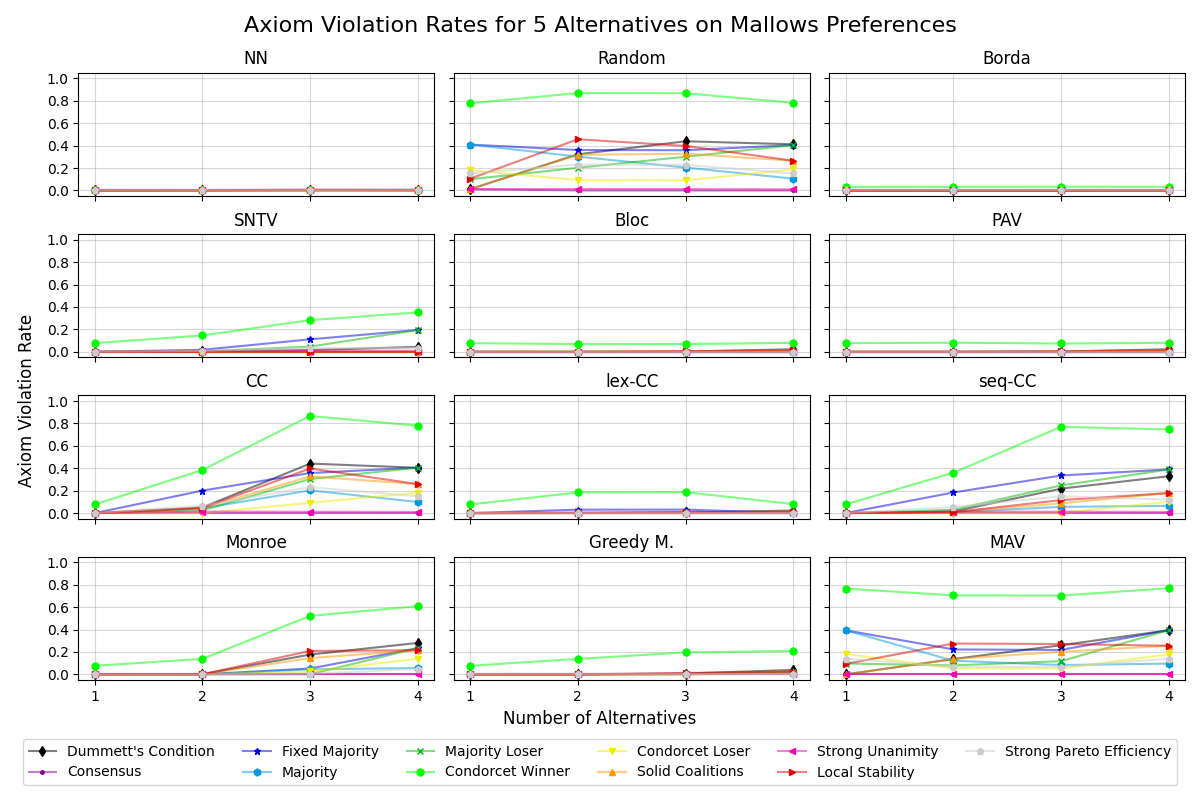 Axiom Violation Rates for 5 Alternatives on Mallows Preferences
NN
Random
Borda
1.0
0.8
0.6
0.4
0.2
0.0
SNTV
Bloc
PAV
1.0
0.8
0.6
0.4
0.2
0.0
CC
lex-CC
seq-CC
1.0
0.8
0.6
0.4
0.2
0.0
Monroe
Greedy M.
MAV
1.0
0.8
0.6
0.4
0.2
0.0
1 2 3 4
1 2 3 4
1 2 3 4
Axiom Violation Rate
Number of Alternatives
Dummett's Condition
Consensus
Fixed Majority
Majority
Majority Loser
Condorcet Winner
Condorcet Loser
Solid Coalitions
Strong Unanimity
Local Stability
Strong Pareto Efficiency